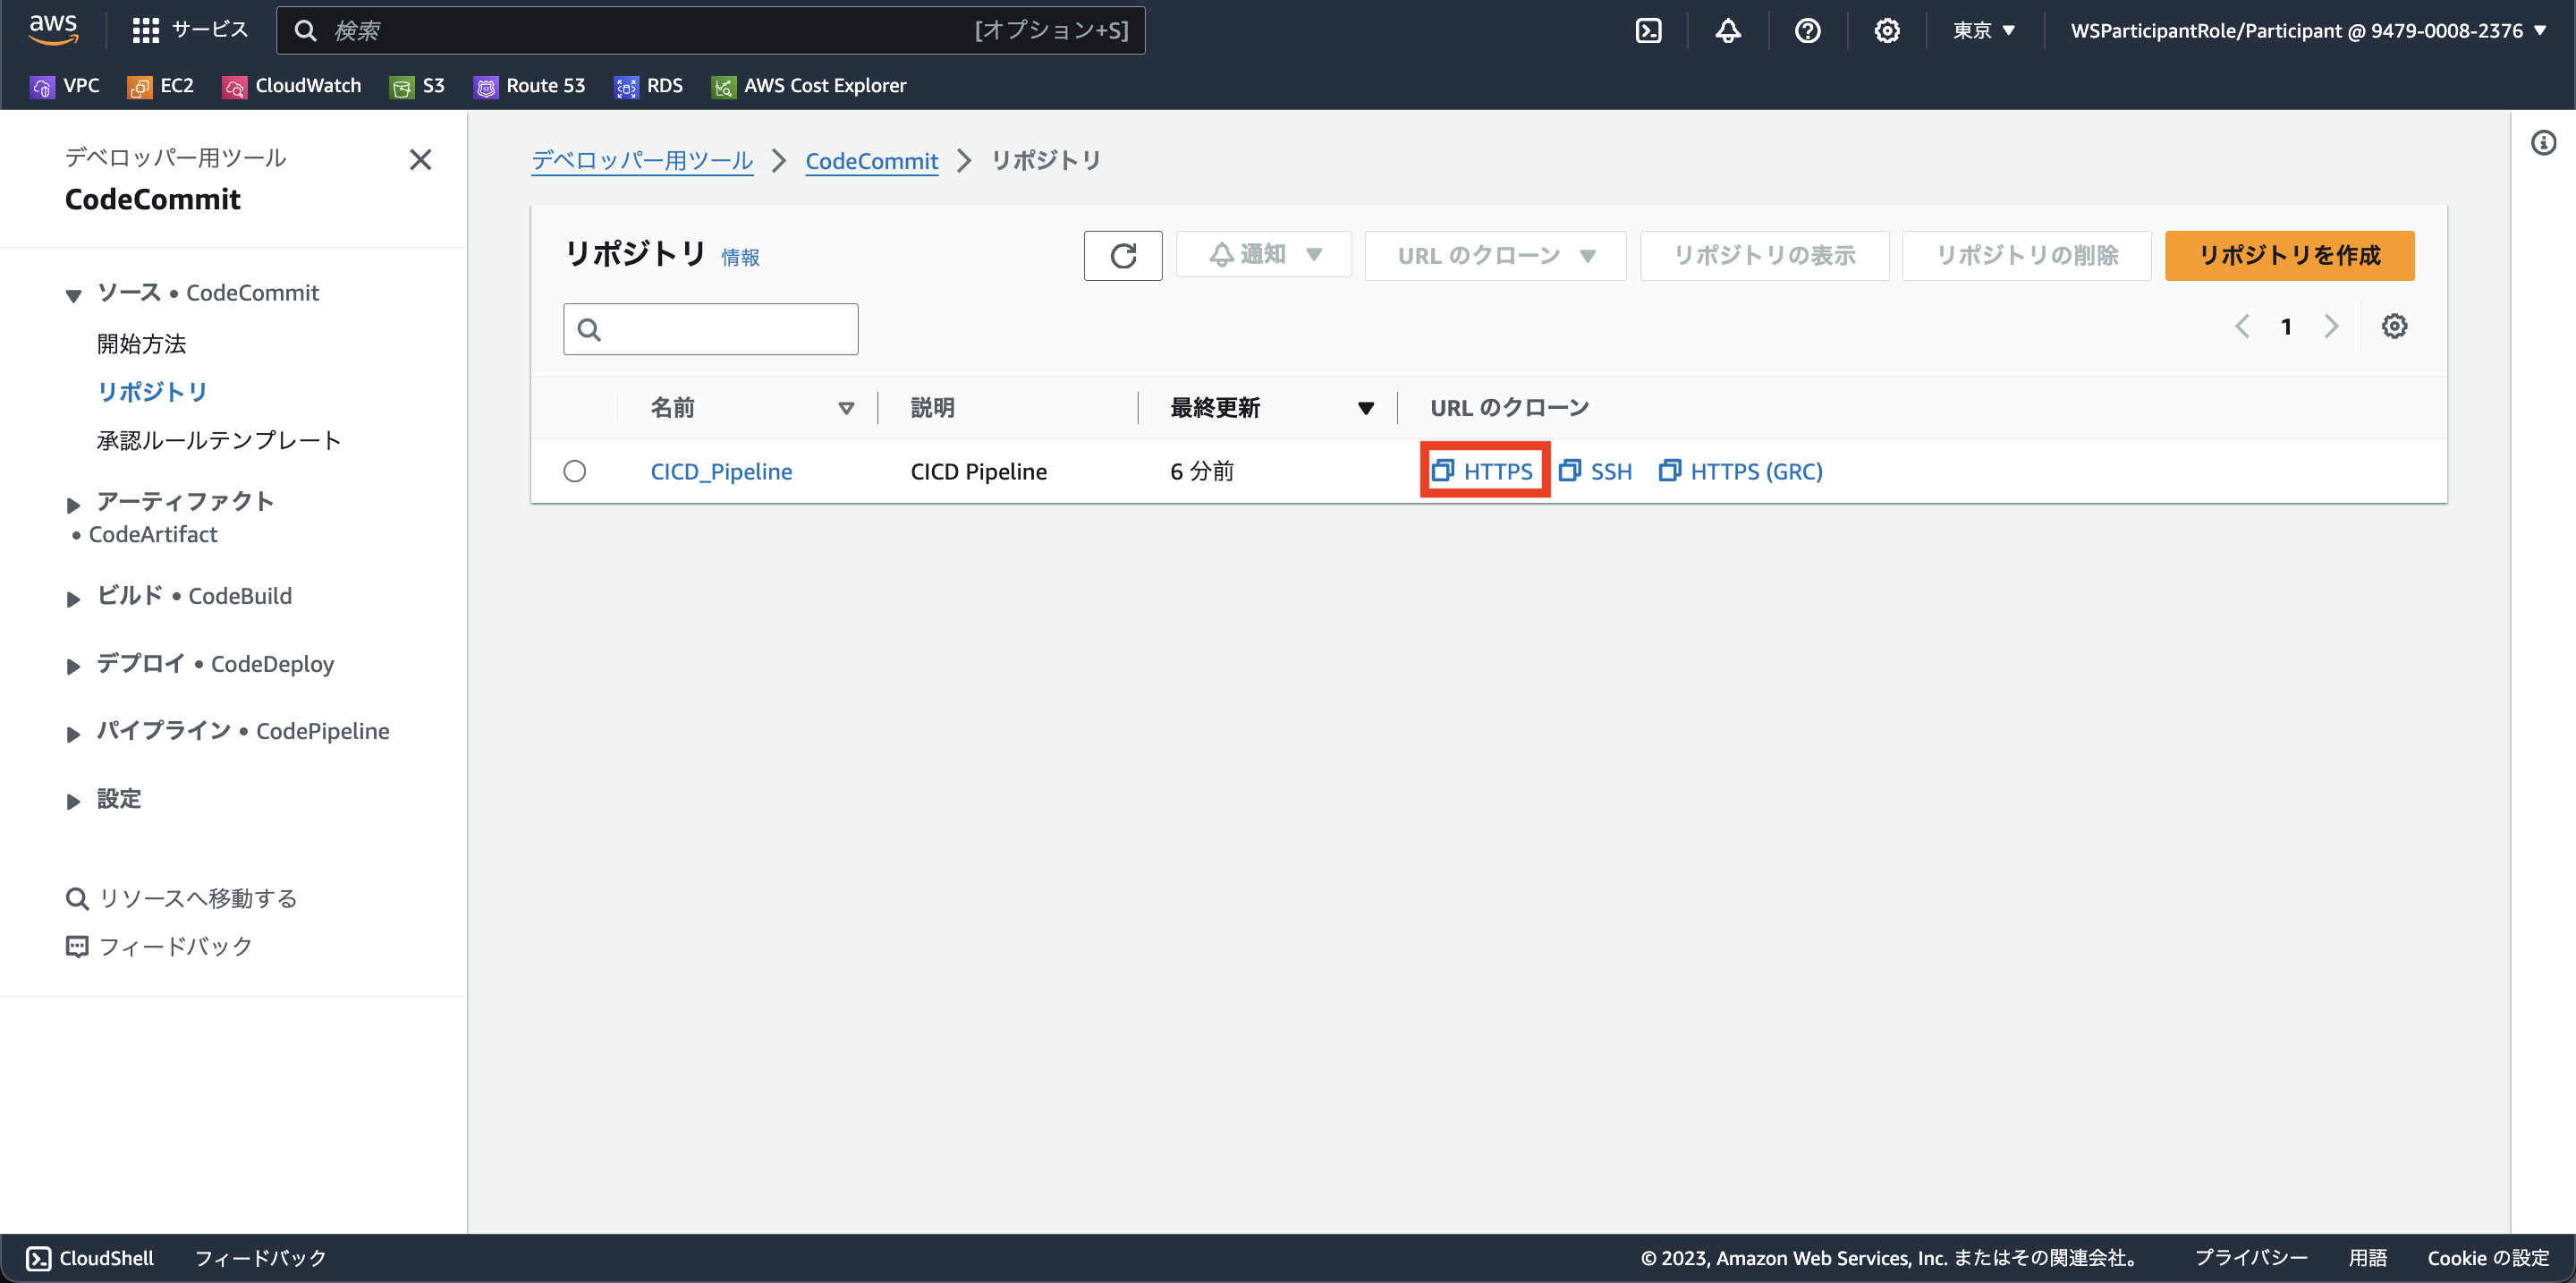 aws
サービス
検索
[オプション+S]
東京
WSParticipantRole/Participant @ 9479-0008-2376
VPC
EC2
CloudWatch
S3
Route 53
RDS
AWS Cost Explorer
デベロッパー用ツール
CodeCommit
ソース • CodeCommit
開始方法
リポジトリ
承認ルールテンプレート
アーティファクト
• CodeArtifact
ビルド • CodeBuild
デプロイ • CodeDeploy
パイプライン • CodePipeline
設定
リソースへ移動する
フィードバック
デベロッパー用ツール
CodeCommit
リポジトリ
リポジトリ 情報
通知
URL のクローン
リポジトリの表示
リポジトリの削除
リポジトリを作成
1
名前
説明
最終更新
URL のクローン
CICD_Pipeline
CICD Pipeline
6 分前
HTTPS
SSH
HTTPS (GRC)
CloudShell
フィードバック
© 2023, Amazon Web Services, Inc. またはその関連会社。
プライバシー
用語
Cookie の設定